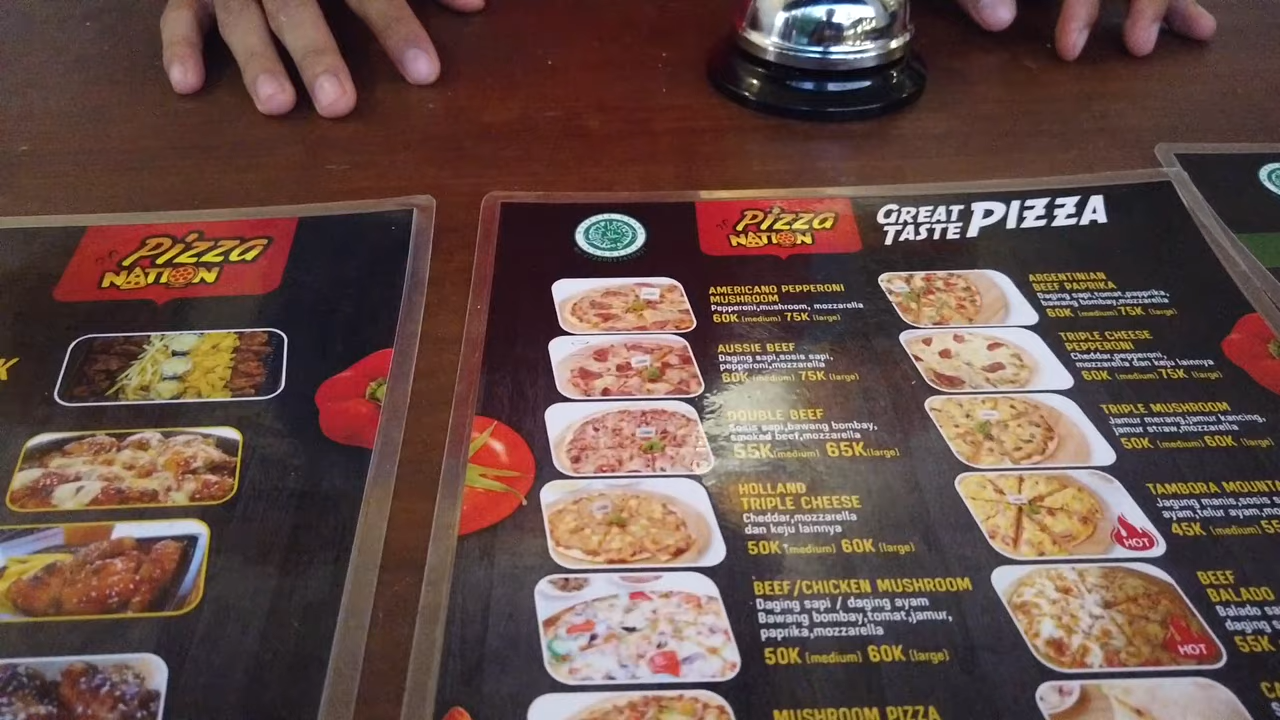 Pizza
NATION
K
Pizza
NATION
GREAT
TASTE PIZZA
AMERICANO PEPPERONI
MUSHROOM
Pepperoni,mushroom, mozzarella
60K (medium) 75K (large)
AUSSIE BEEF
Daging sapi,sosis sapi,
pepperoni,mozzarella
60K (medium) 75K (large)
DOUBLE BEEF
Sosis sapi,bawang bombay,
smoked beef,mozzarella
55K (medium) 65K (large)
HOLLAND
TRIPLE CHEESE
Cheddar,mozzarella
dan keju lainnya
50K (medium) 60K (large)
BEEF/CHICKEN MUSHROOM
Daging sapi / daging ayam
Bawang bombay,tomat,jamur,
paprika,mozzarella
50K (medium) 60K (large)
MUSHROOM PIZZA
ARGENTINIAN
BEEF PAPRIKA
Daging sapi,tomat,papprika,
bawang bombay,mozzarella
60K (medium) 75K (large)
TRIPLE CHEESE
PEPPERONI
Cheddar,pepperoni,
mozzarella dan keju lainnya
60K (medium) 75K (large)
TRIPLE MUSHROOM
Jamur merang,jamur kancing,
jamur straw,mozzarella
50K (medium) 60K (large)
TAMBORA MOUNT
Jagung manis,sosis s
ayam,telur ayam,mo
45K (medium) 5
HOT
BEEF
BALADO
Balado sa
daging s
55K
HOT
CA